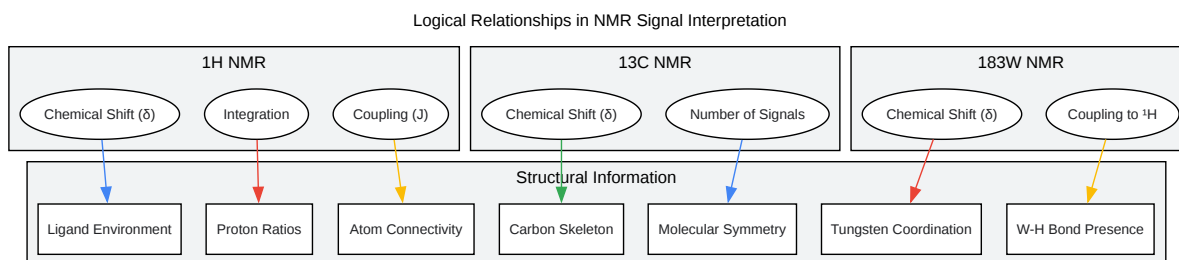 Logical Relationships in NMR Signal Interpretation
1H NMR
13C NMR
183W NMR
Chemical Shift (δ)
Integration
Coupling (J)
Chemical Shift (δ)
Number of Signals
Chemical Shift (δ)
Coupling to ¹H
Structural Information
Ligand Environment
Proton Ratios
Atom Connectivity
Carbon Skeleton
Molecular Symmetry
Tungsten Coordination
W-H Bond Presence